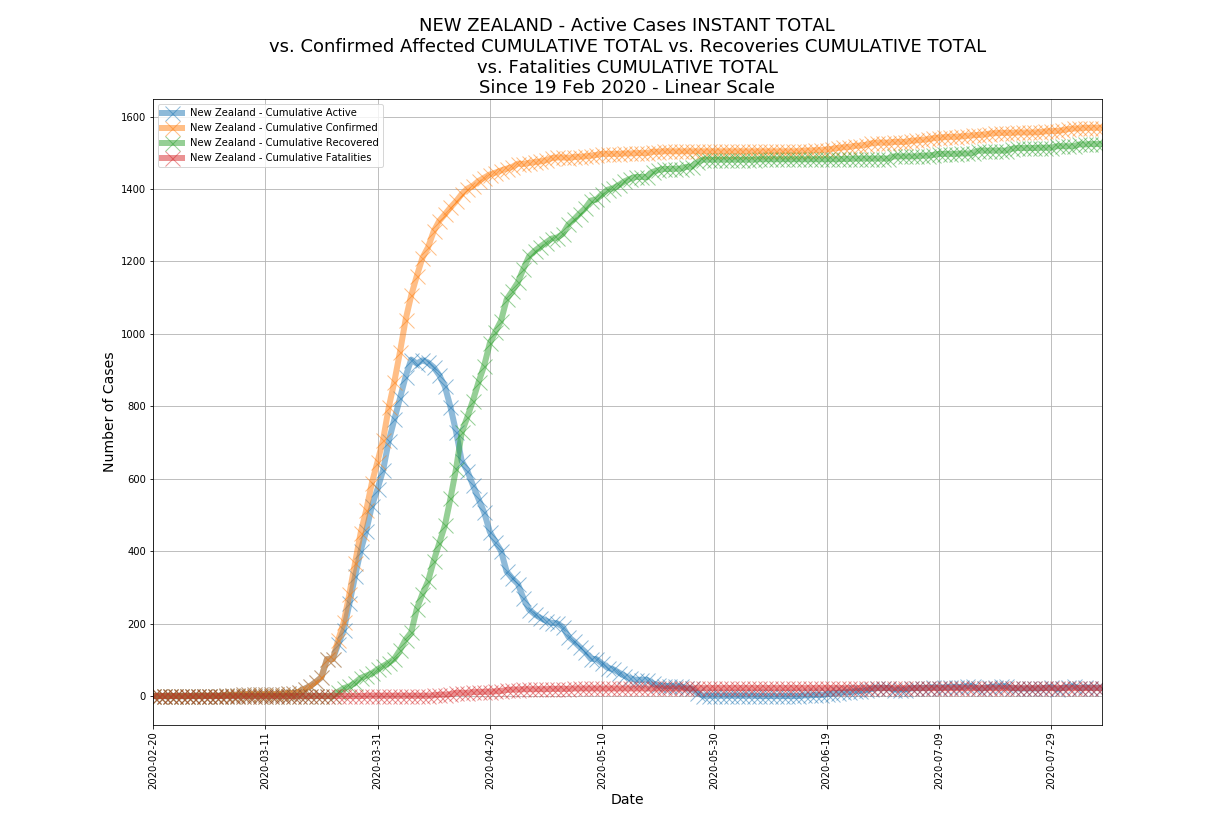 NEW ZEALAND - Active Cases INSTANT TOTAL
vs. Confirmed Affected CUMULATIVE TOTAL vs. Recoveries CUMULATIVE TOTAL
vs. Fatalities CUMULATIVE TOTAL
Since 19 Feb 2020 - Linear Scale
New Zealand - Cumulative Active
New Zealand - Cumulative Confirmed
New Zealand - Cumulative Recovered
New Zealand - Cumulative Fatalities
Number of Cases
1600
1400
1200
1000
800
600
400
200
0
2020-02-20
2020-03-11
2020-03-31
2020-04-20
2020-05-10
2020-05-30
2020-06-19
2020-07-09
2020-07-29
Date